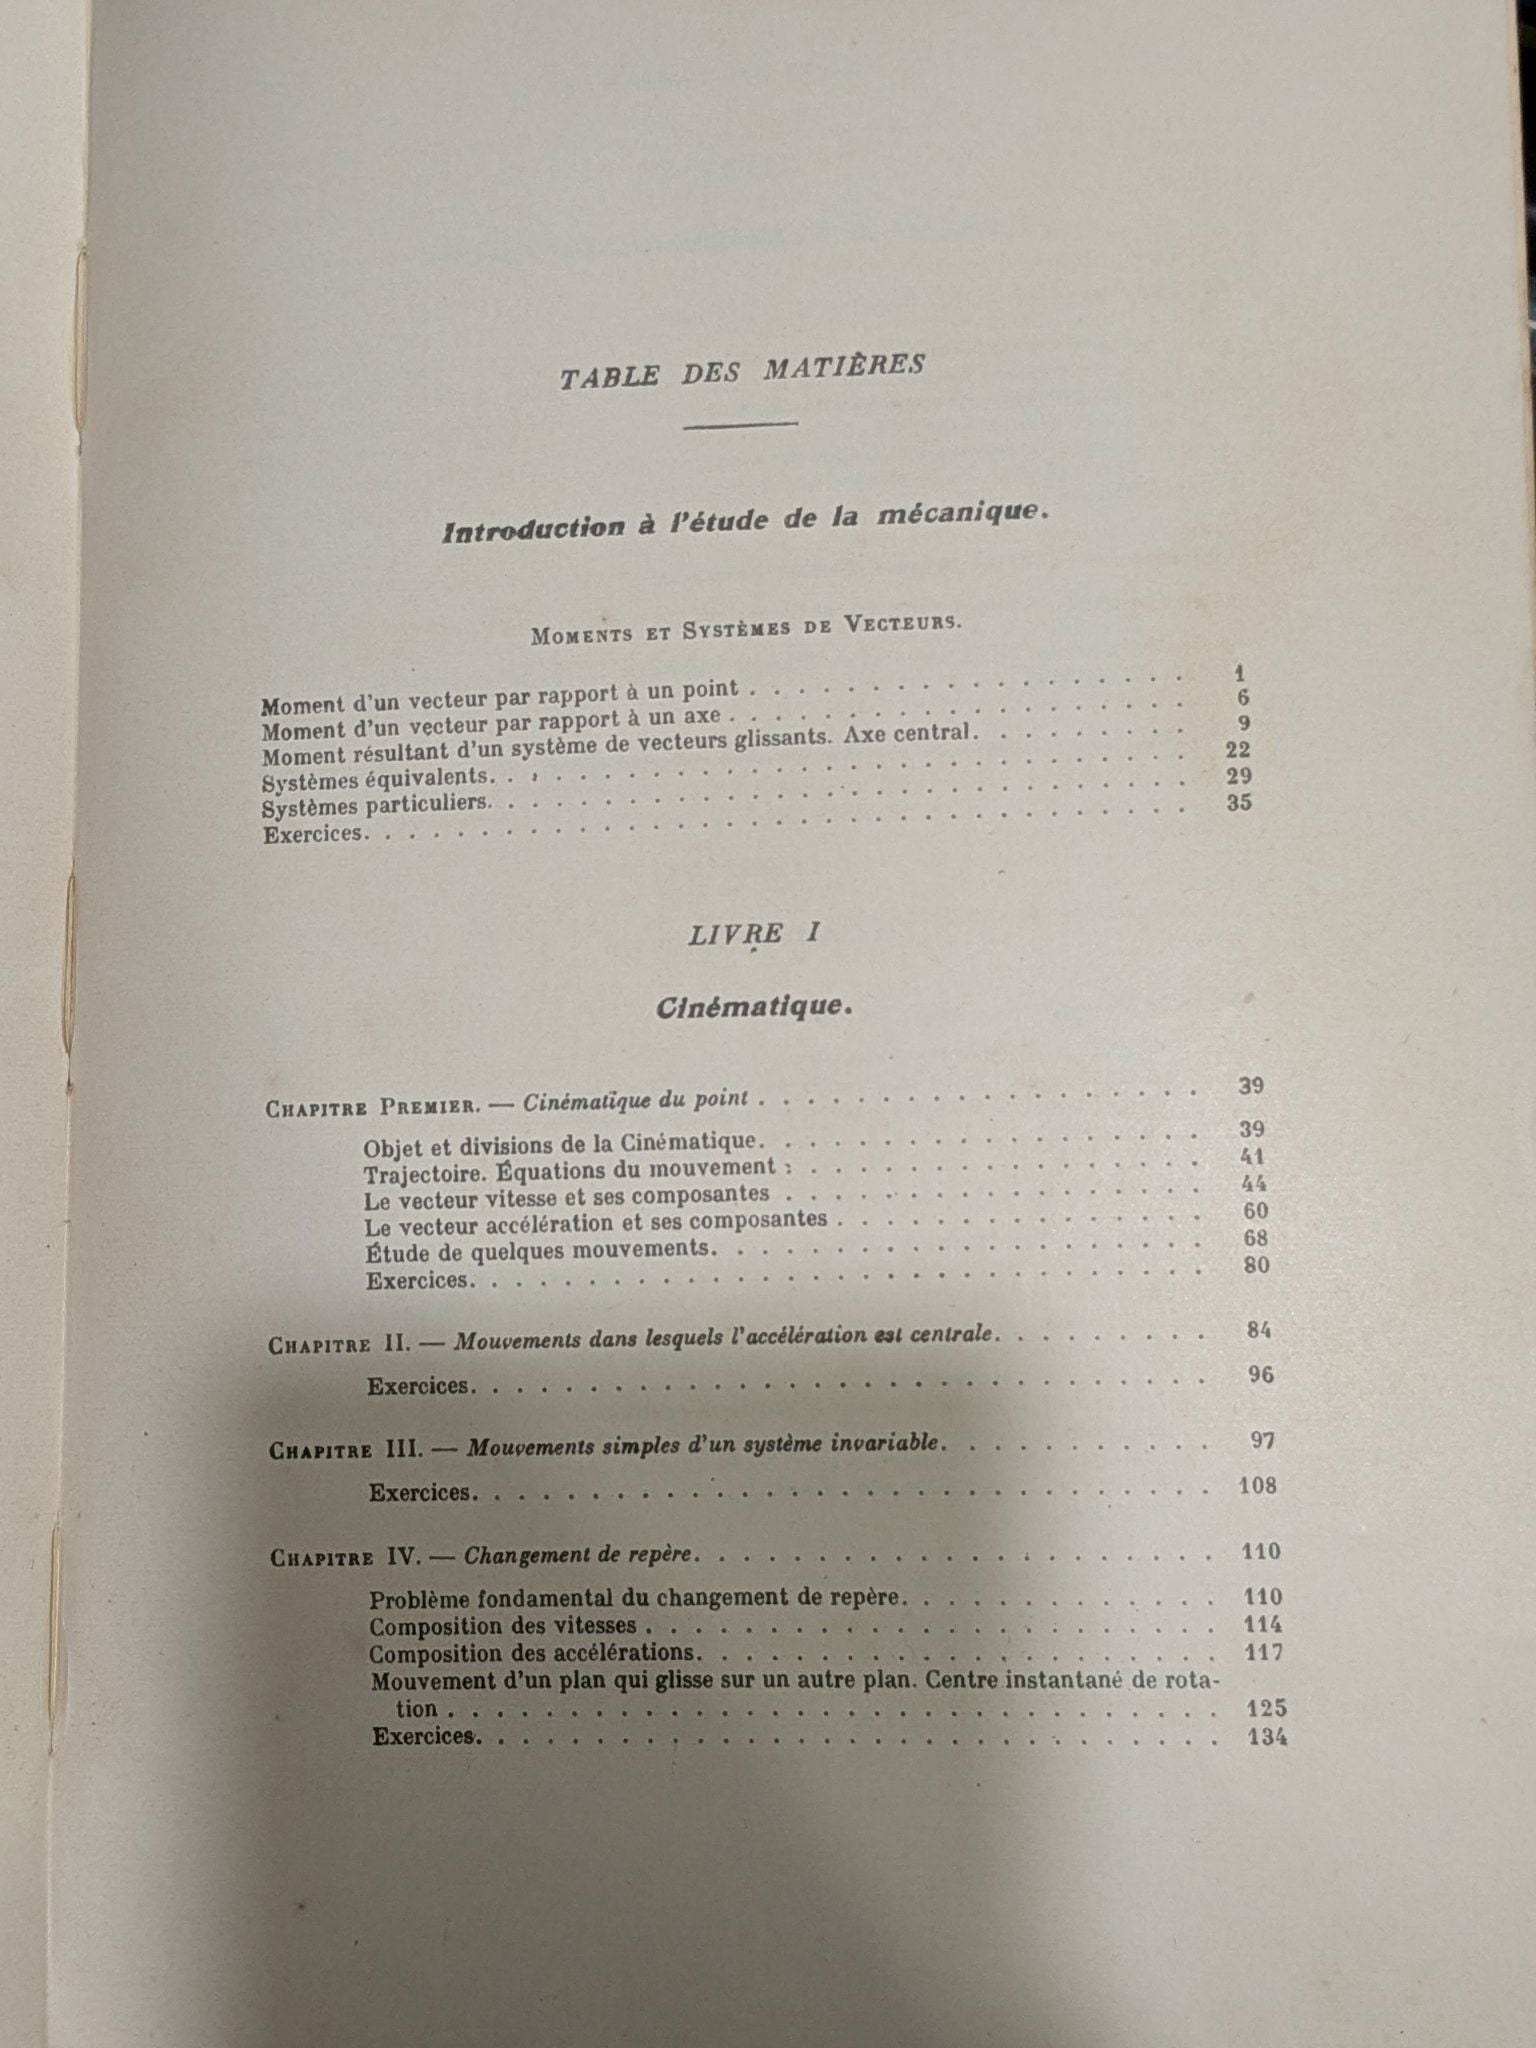 TABLE DES MATIÈRES
Introduction à l'étude de la mécanique.
MOMENTS ET SYSTÈMES DE VECTEURS.
Moment d'un vecteur par rapport à un point . . . . . . . . . . . . . . . . . . . 1
Moment d'un vecteur par rapport à un axe . . . . . . . . . . . . . . . . . . . . 6
Moment résultant d'un système de vecteurs glissants. Axe central. . . . . . . . . 9
Systèmes équivalents. . . . . . . . . . . . . . . . . . . . . . . . . . . . . . 22
Systèmes particuliers. . . . . . . . . . . . . . . . . . . . . . . . . . . . . . 29
Exercices. . . . . . . . . . . . . . . . . . . . . . . . . . . . . . . . . . . 35
LIVRE I
Cinématique.
CHAPITRE PREMIER. — Cinématique du point . . . . . . . . . . . . . . . . . . . 39
Objet et divisions de la Cinématique. . . . . . . . . . . . . . . . . . . 39
Trajectoire. Équations du mouvement : . . . . . . . . . . . . . . . . . 41
Le vecteur vitesse et ses composantes . . . . . . . . . . . . . . . . . . 44
Le vecteur accélération et ses composantes . . . . . . . . . . . . . . . . 60
Étude de quelques mouvements. . . . . . . . . . . . . . . . . . . . . . 68
Exercices. . . . . . . . . . . . . . . . . . . . . . . . . . . . . . . 80
CHAPITRE II. — Mouvements dans lesquels l'accélération est centrale. . . . . . . . . 84
Exercices. . . . . . . . . . . . . . . . . . . . . . . . . . . . . . . 96
CHAPITRE III. — Mouvements simples d'un système invariable. . . . . . . . . . . . 97
Exercices. . . . . . . . . . . . . . . . . . . . . . . . . . . . . . . 108
CHAPITRE IV. — Changement de repère. . . . . . . . . . . . . . . . . . . . . . 110
Problème fondamental du changement de repère. . . . . . . . . . . . . . 110
Composition des vitesses . . . . . . . . . . . . . . . . . . . . . . . . 114
Composition des accélérations. . . . . . . . . . . . . . . . . . . . . . 117
Mouvement d'un plan qui glisse sur un autre plan. Centre instantané de rota-
tion . . . . . . . . . . . . . . . . . . . . . . . . . . . . . . . . 125
Exercices. . . . . . . . . . . . . . . . . . . . . . . . . . . . . . . 134